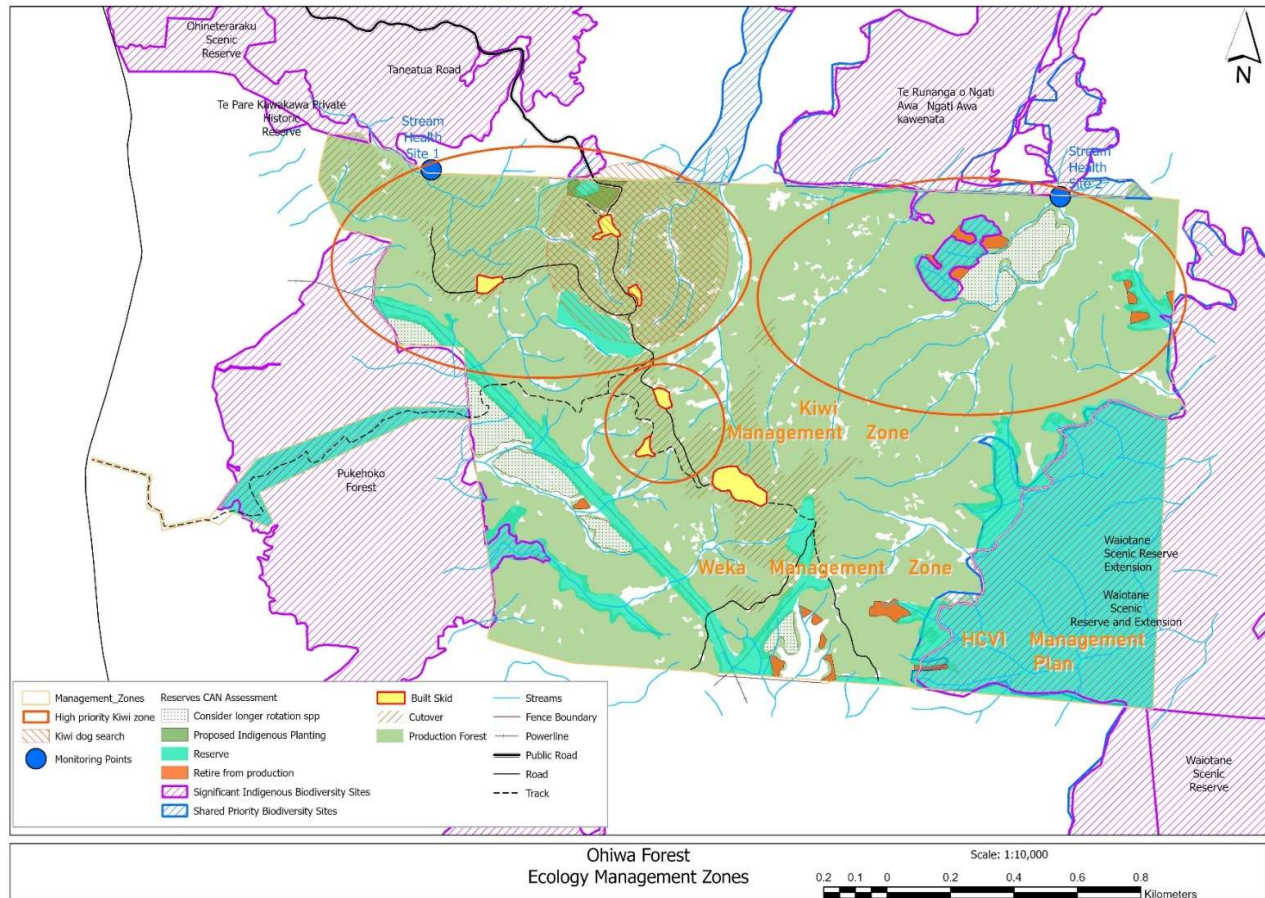 Ohineteraraku
Scenic
Reserve
Taneatua Road
Te Pare Kawakawa Private
Historic
Reserve
Stream
Health
Site 1
Te Runanga o Ngati
Awa Ngati Awa
kawenata
N
Stream
Health
Site 2
Kiwi
Management Zone
Pukehoko
Forest
Weka Management Zone
Waiotane
Scenic Reserve
Extension
Waiotane
Scenic
Reserve and Extension
HCV1 Management
Plan
Waiotane
Scenic
Reserve
Management_Zones
High priority Kiwi zone
Kiwi dog search
Monitoring Points
Reserves CAN Assessment
Consider longer rotation spp
Proposed Indigenous Planting
Reserve
Retire from production
Significant Indigenous Biodiversity Sites
Shared Priority Biodiversity Sites
Built Skid
Cutover
Production Forest
Streams
Fence Boundary
Powerline
Public Road
Road
Track
Ohiwa Forest
Ecology Management Zones
Scale: 1:10,000
0.2 0.1 0 0.2 0.4 0.6 0.8
Kilometers